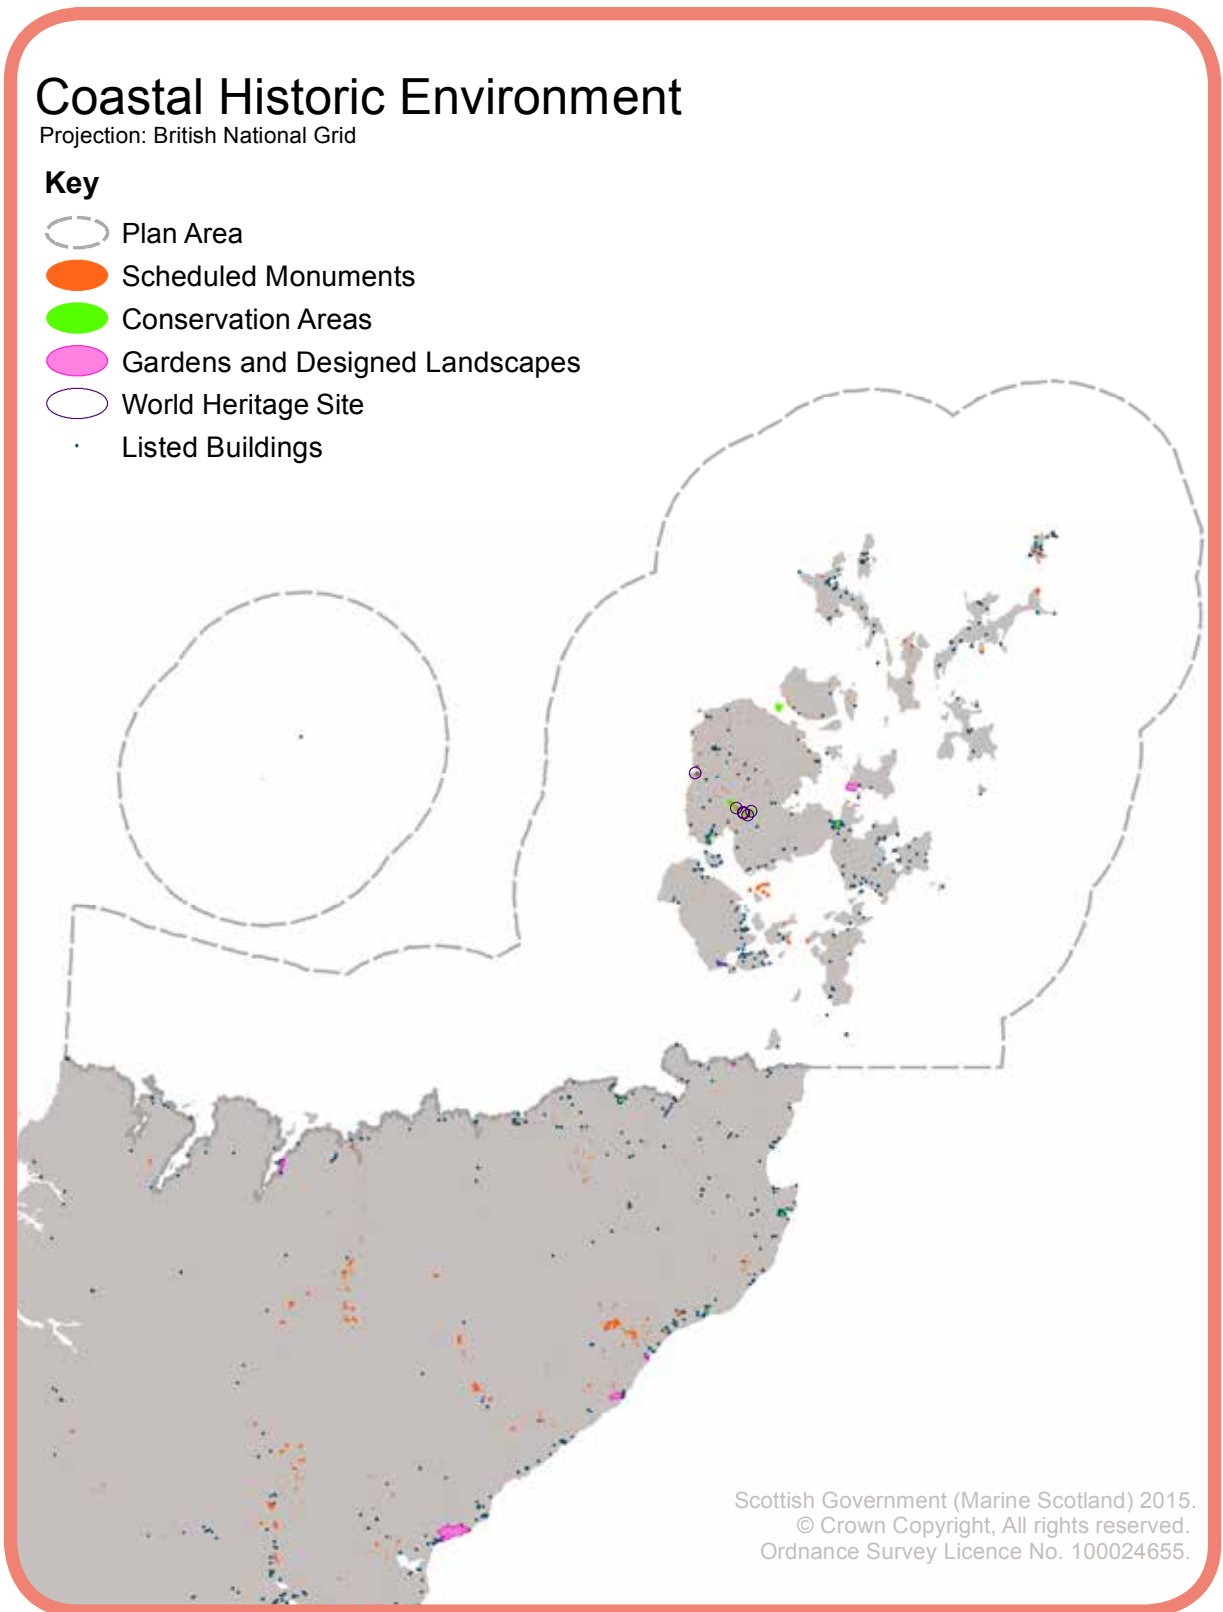 Coastal Historic Environment
Projection: British National Grid
Key
Plan Area
Scheduled Monuments
Conservation Areas
Gardens and Designed Landscapes
World Heritage Site
Listed Buildings
Scottish Government (Marine Scotland) 2015.
© Crown Copyright, All rights reserved.
Ordnance Survey Licence No. 100024655.